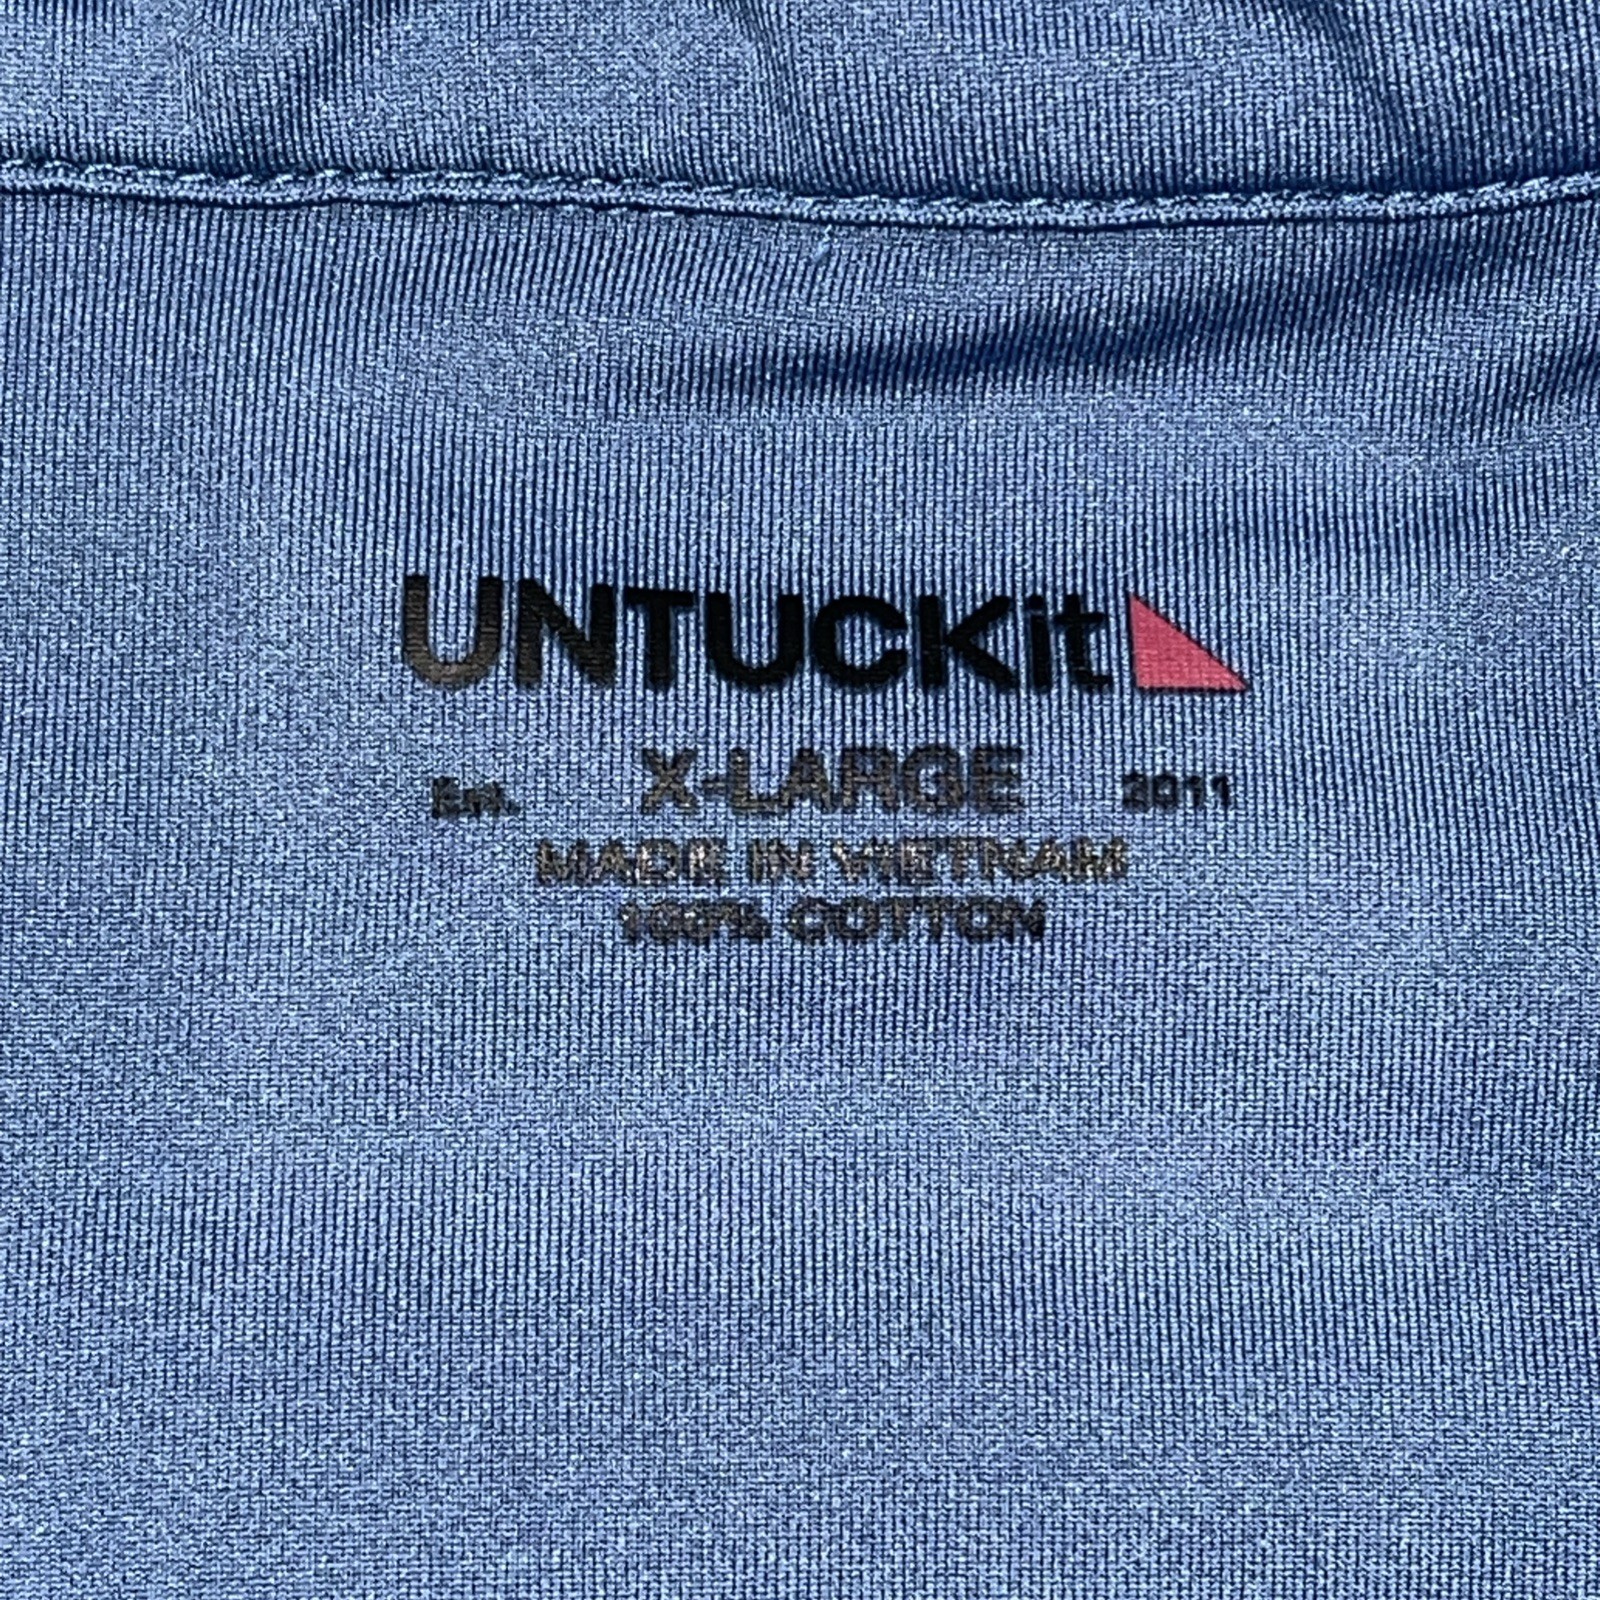 UNTUCKit
Est. X-LARGE 2011
MADE IN VIETNAM
100% COTTON